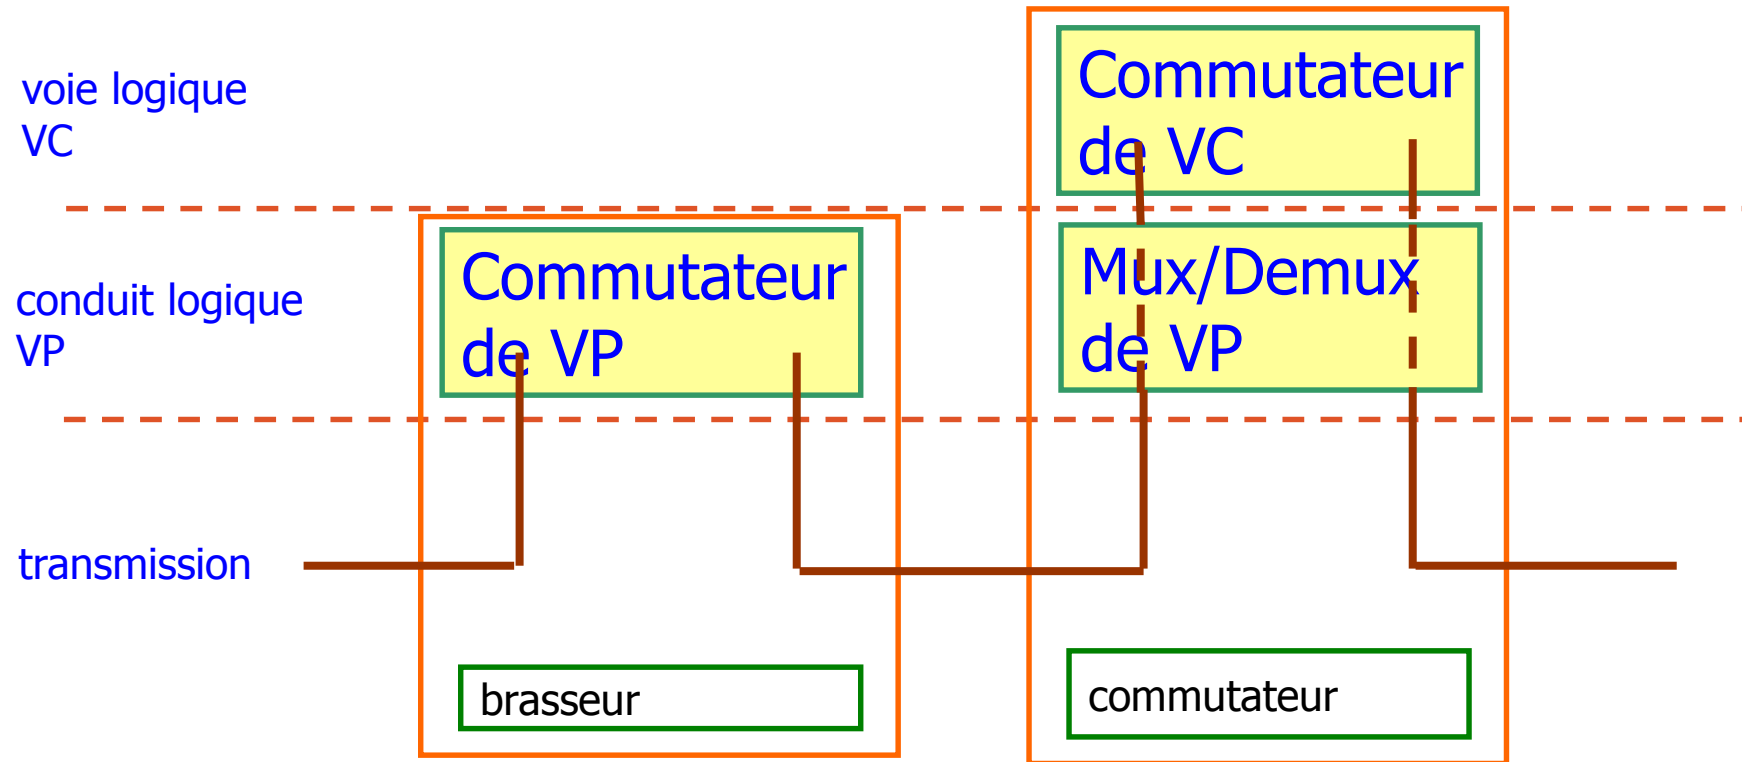 voie logique
VC
Commutateur
de VC
conduit logique
VP
Commutateur
de VP
Mux/Demux
de VP
transmission
brasseur
commutateur